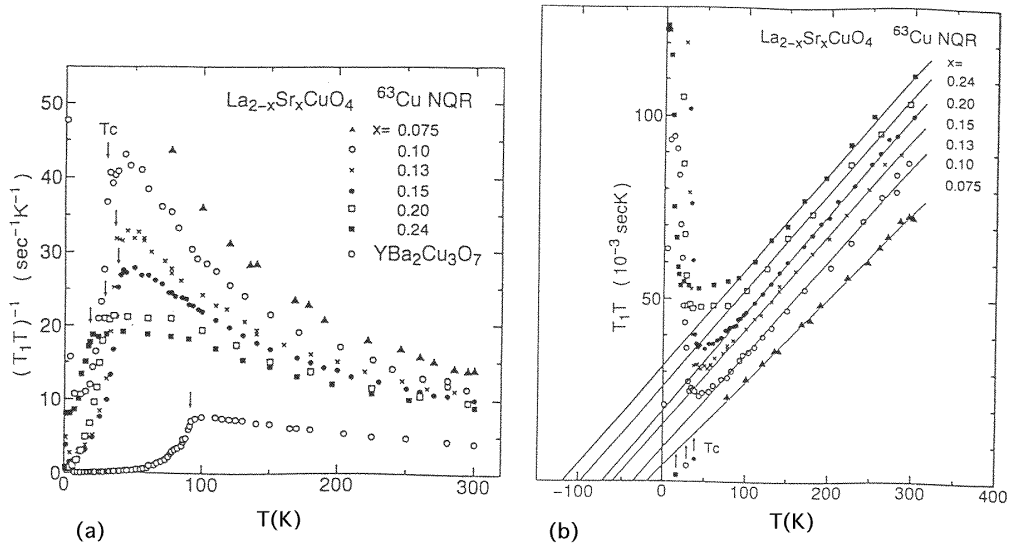 50
40
30
20
10
0
0
100
200
300
(T₁T)⁻¹ (sec⁻¹K⁻¹)
T(K)
(a)
Tc
La₂₋ₓSrₓCuO₄ ⁶³Cu NQR
x= 0.075
0.10
0.13
0.15
0.20
0.24
YBa₂Cu₃O₇
La₂₋ₓSrₓCuO₄ ⁶³Cu NQR
x=
0.24
0.20
0.15
0.13
0.10
0.075
100
50
T₁T (10⁻³ secK)
Tc
-100
0
100
200
300
400
T(K)
(b)